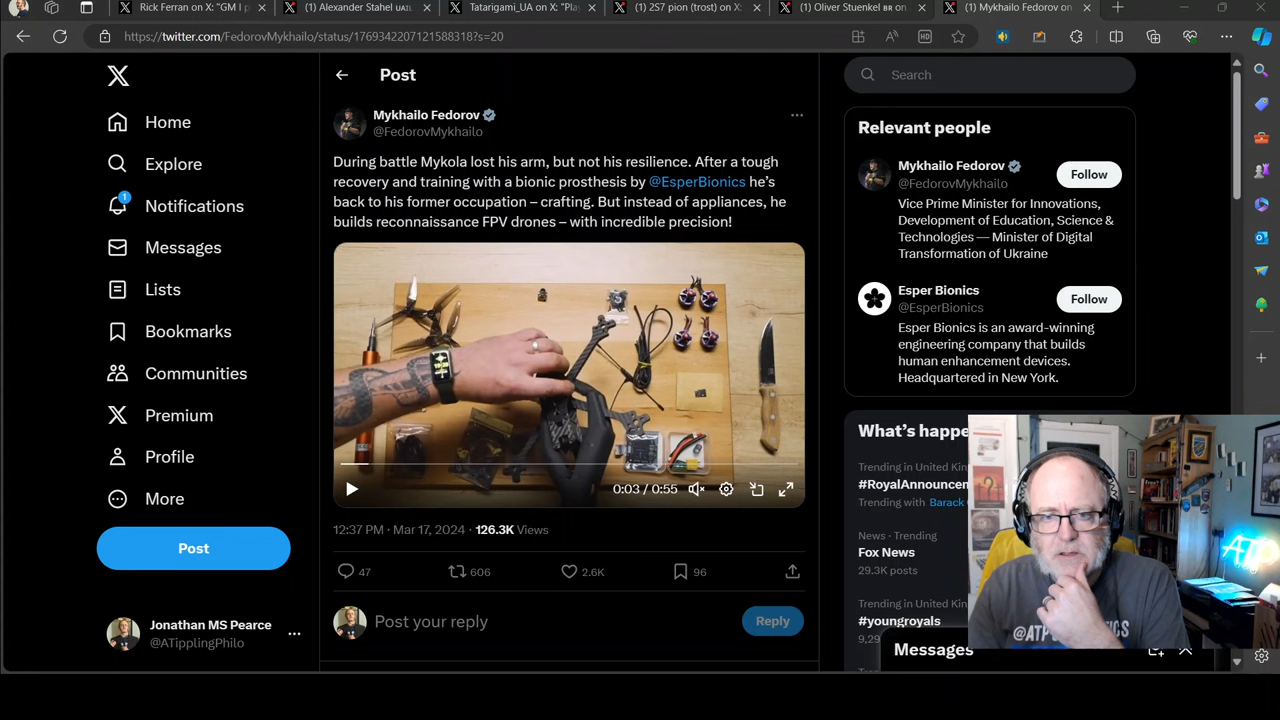 Rick Ferran on X: "GM I p
(1) Alexander Stahel
Tatarigami_UA on X: "Pla
(1) 2S7 pion (trost) on X:
(1) Oliver Stuenkel BR on
(1) Mykhailo Fedorov on
https://twitter.com/FedorovMykhailo/status/1769342207121588318?s=20
Post
Search
Home
Explore
1
Notifications
Messages
Lists
Bookmarks
Communities
Premium
Profile
More
Post
Jonathan MS Pearce
@ATipplingPhilo
Mykhailo Fedorov
@FedorovMykhailo
During battle Mykola lost his arm, but not his resilience. After a tough
recovery and training with a bionic prosthesis by @EsperBionics he's
back to his former occupation – crafting. But instead of appliances, he
builds reconnaissance FPV drones – with incredible precision!
0:03 / 0:55
12:37 PM · Mar 17, 2024 · 126.3K Views
47
606
2.6K
96
Post your reply
Reply
Relevant people
Mykhailo Fedorov
@FedorovMykhailo
Follow
Vice Prime Minister for Innovations,
Development of Education, Science &
Technologies — Minister of Digital
Transformation of Ukraine
Esper Bionics
@EsperBionics
Follow
Esper Bionics is an award-winning
engineering company that builds
human enhancement devices.
Headquartered in New York.
What's happe
Trending in United King
#RoyalAnnouncem
Trending with Barack
News · Trending
Fox News
29.3K posts
Trending in United King
#youngroyals
9,29
Messages
ATP